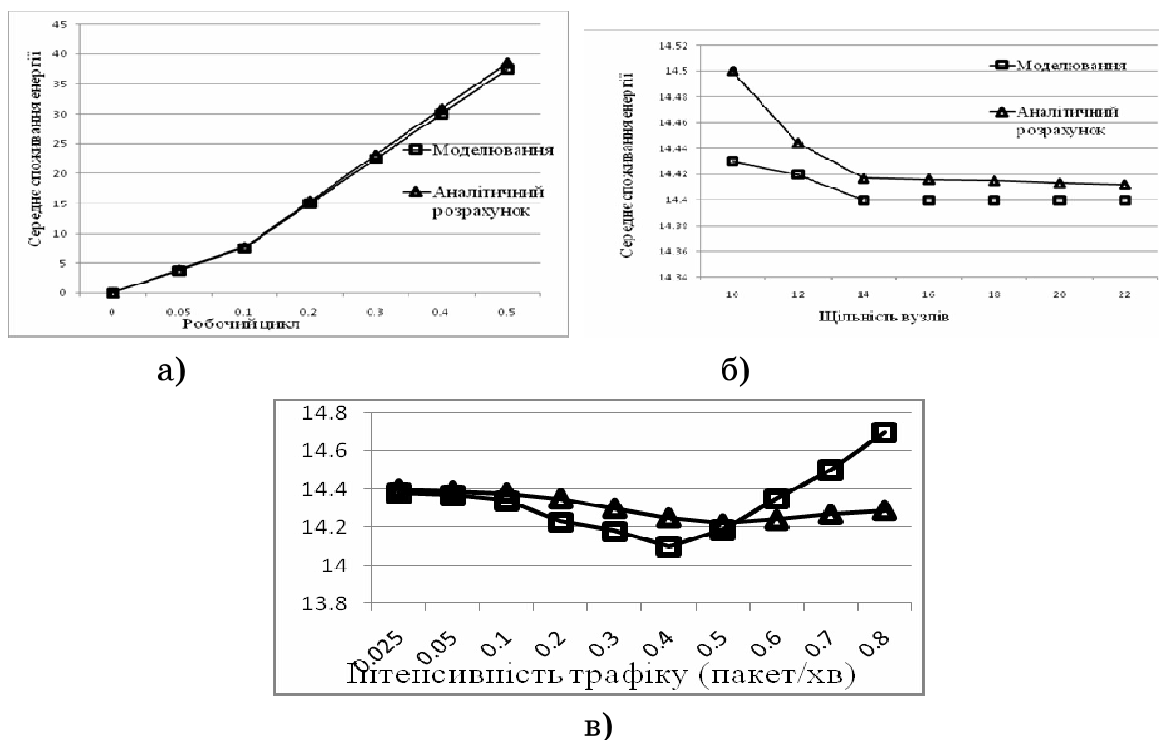 Середнє споживання енергії
45
40
35
30
25
20
15
10
5
0
Моделювання
Аналітичний
розрахунок
0 0.05 0.1 0.2 0.3 0.4 0.5
Робочий цикл
а)
Середнє споживання енергії
14.52
14.5
14.48
14.46
14.44
14.42
14.4
14.38
14.36
14.34
Моделювання
Аналітичний
розрахунок
10 12 14 16 18 20 22
Щільність вузлів
б)
14.8
14.6
14.4
14.2
14
13.8
0.025 0.05 0.1 0.2 0.3 0.4 0.5 0.6 0.7 0.8
Інтенсивність трафіку (пакет/хв)
в)